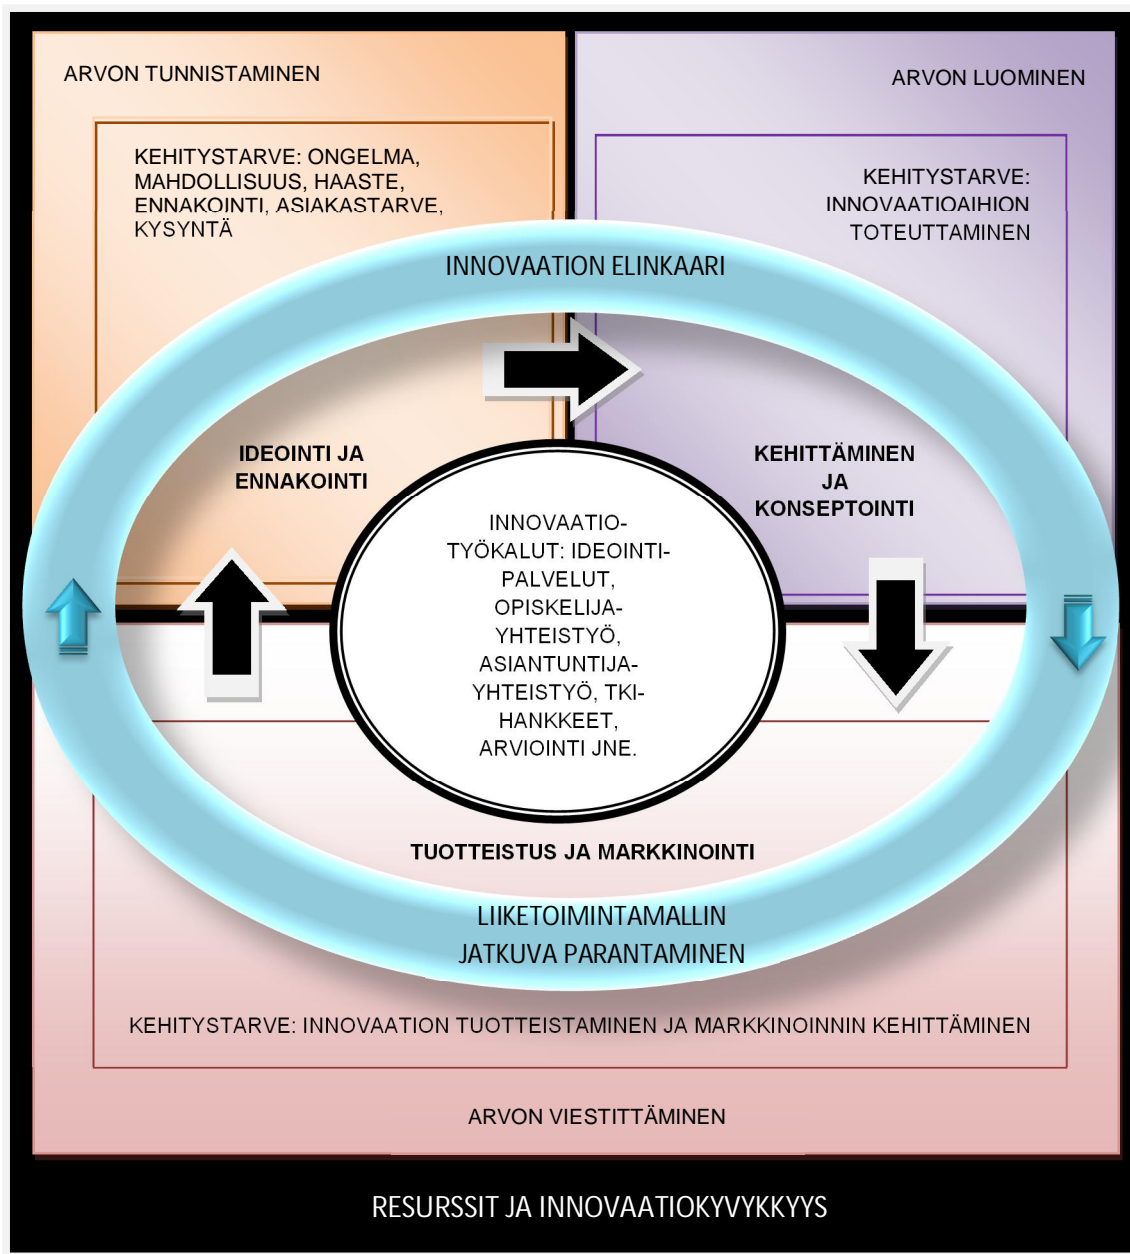 ARVON TUNNISTAMINEN
ARVON LUOMINEN
KEHITYSTARVE: ONGELMA,
MAHDOLLISUUS, HAASTE,
ENNAKOINTI, ASIAKASTARVE,
KYSYNTÄ
KEHITYSTARVE:
INNOVAATIOAIHION
TOTEUTTAMINEN
INNOVAATION ELINKAARI
IDEOINTI JA
ENNAKOINTI
KEHITTÄMINEN
JA
KONSEPTOINTI
INNOVAATIO-
TYÖKALUT: IDEOINTI-
PALVELUT,
OPISKELIJA-
YHTEISTYÖ,
ASIANTUNTIJA-
YHTEISTYÖ, TKI-
HANKKEET,
ARVIOINTI JNE.
TUOTTEISTUS JA MARKKINOINTI
LIIKETOIMINTAMALLIN
JATKUVA PARANTAMINEN
KEHITYSTARVE: INNOVAATION TUOTTEISTAMINEN JA MARKKINOINNIN KEHITTÄMINEN
ARVON VIESTITTÄMINEN
RESURSSIT JA INNOVAATIOKYVYKKYYS